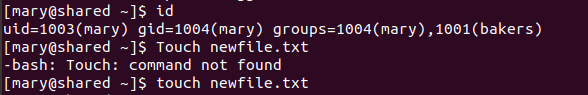 [mary@shared ~]$ id
uid=1003(mary) gid=1004(mary) groups=1004(mary),1001(bakers)
[mary@shared ~]$ Touch newfile.txt
-bash: Touch: command not found
[mary@shared ~]$ touch newfile.txt